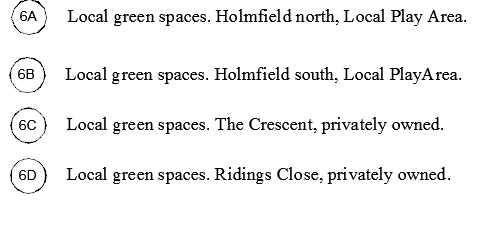 6A Local green spaces. Holmfield north, Local Play Area.
6B Local green spaces. Holmfield south, Local PlayArea.
6C Local green spaces. The Crescent, privately owned.
6D Local green spaces. Ridings Close, privately owned.